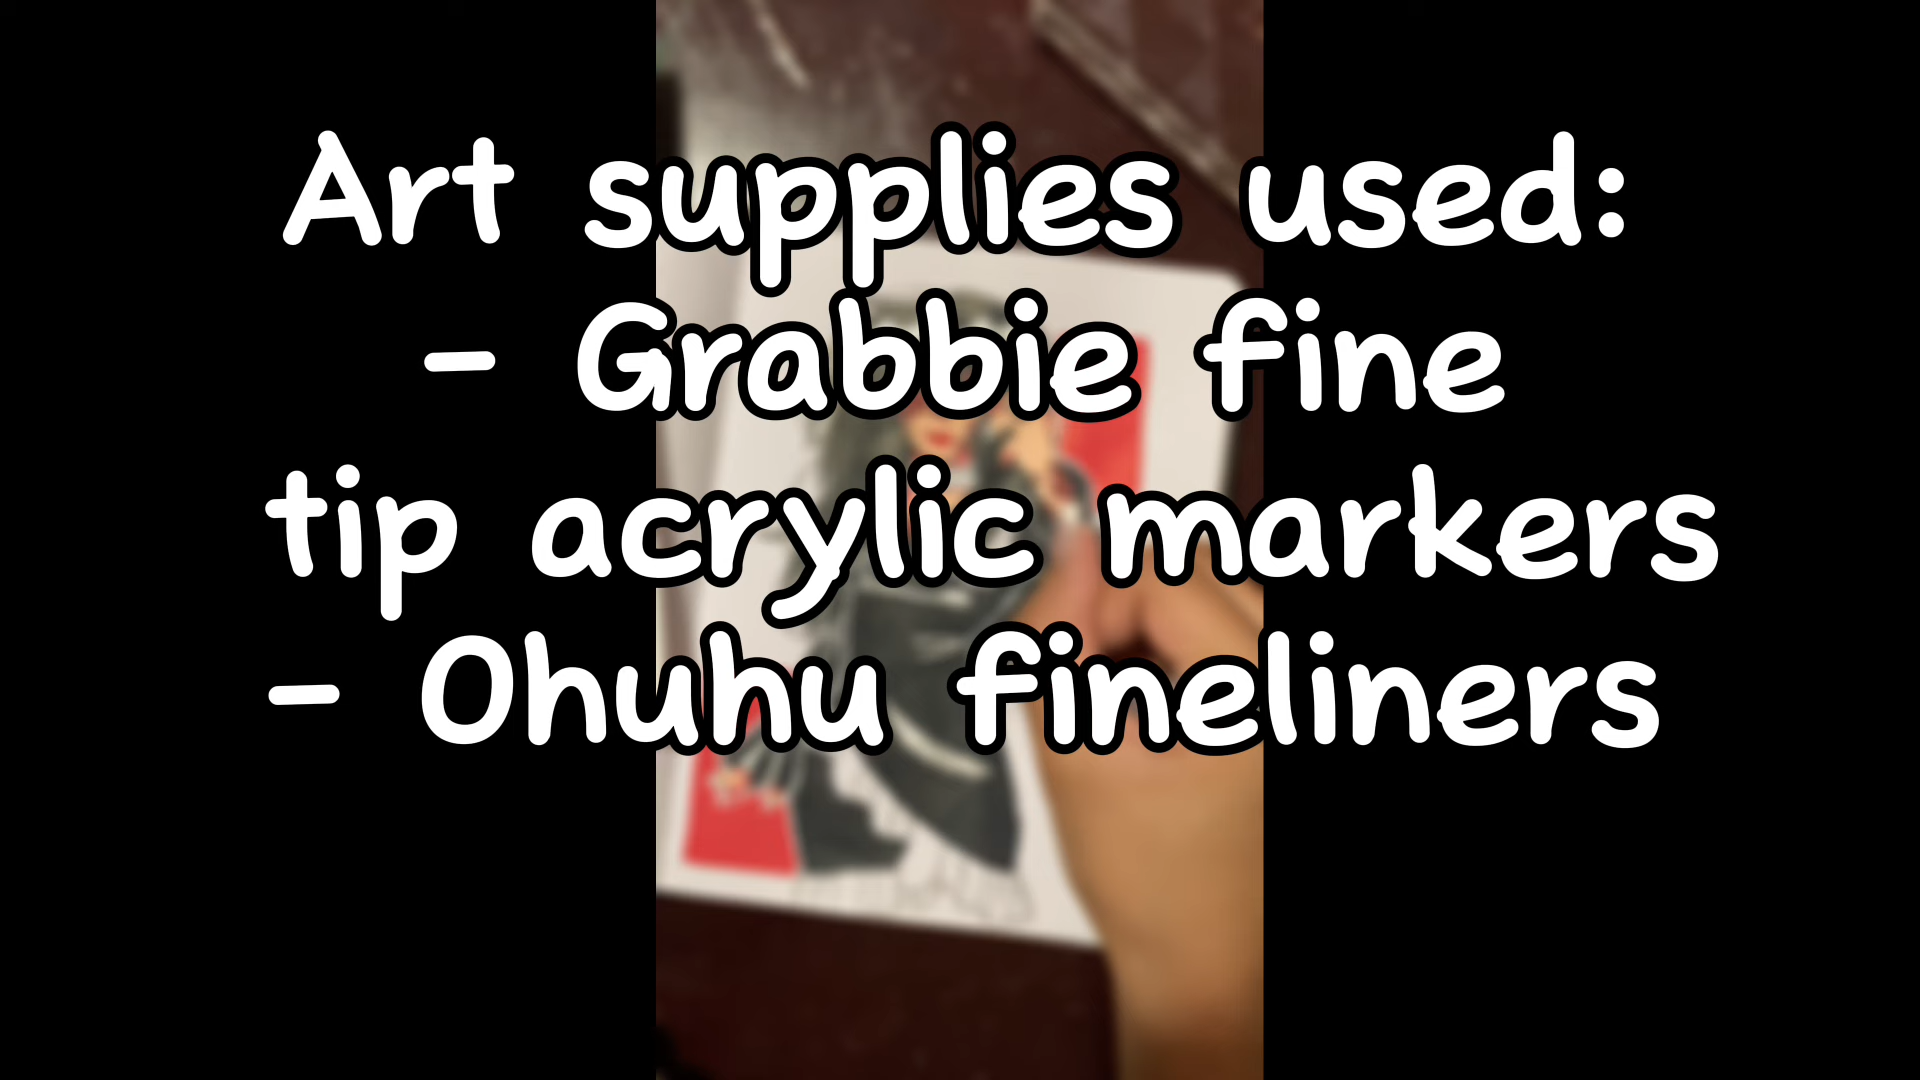 Art supplies used:
- Grabbie fine
tip acrylic markers
- Ohuhu fineliners